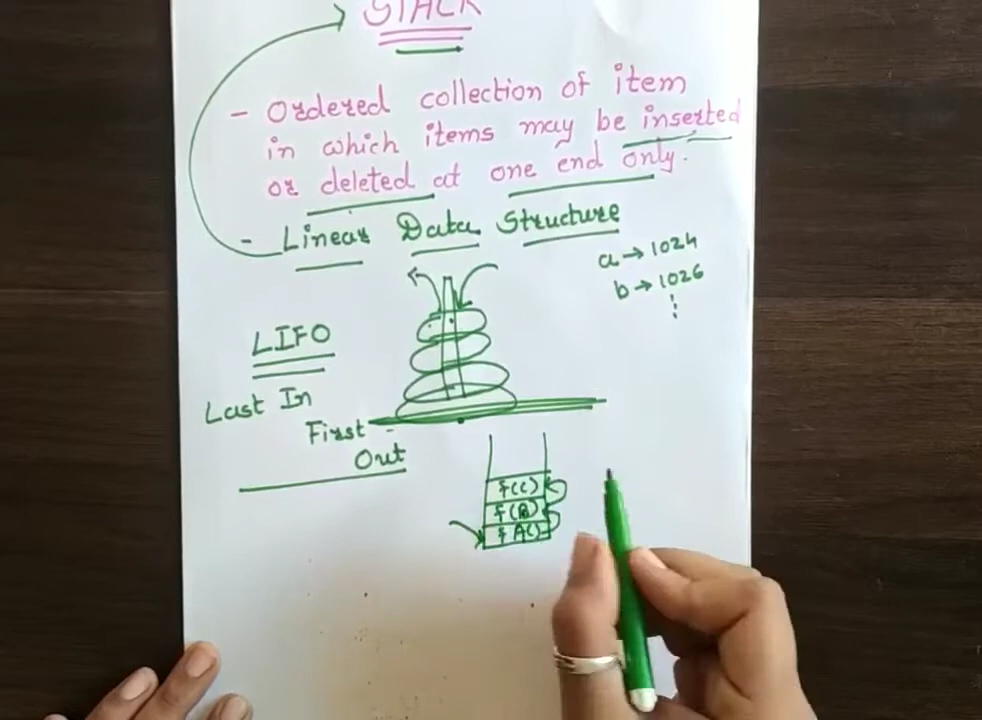 STACK
- Ordered collection of item
in which items may be inserted
or deleted at one end only.
- Linear Data Structure
a → 1024
b → 1026
⋮
LIFO
Last In
First -
Out
f(C)
f(B)
f A()